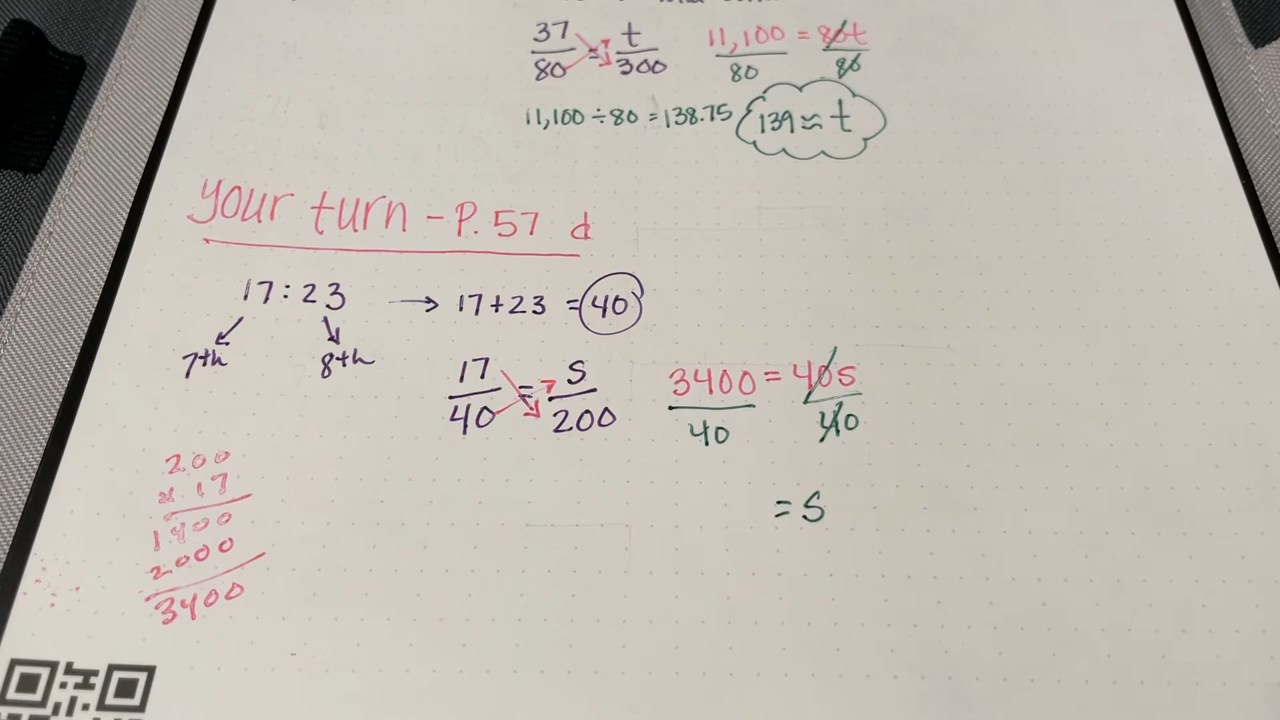 37/80 = t/300
11,100/80 = 80t/80
11,100 ÷ 80 = 138.75
139 ≈ t
your turn - P. 57 d
17 : 23 → 17 + 23 = 40
7th 8th
17/40 = s/200
3400/40 = 40s/40
= s
200
x 17
1400
2000
3400